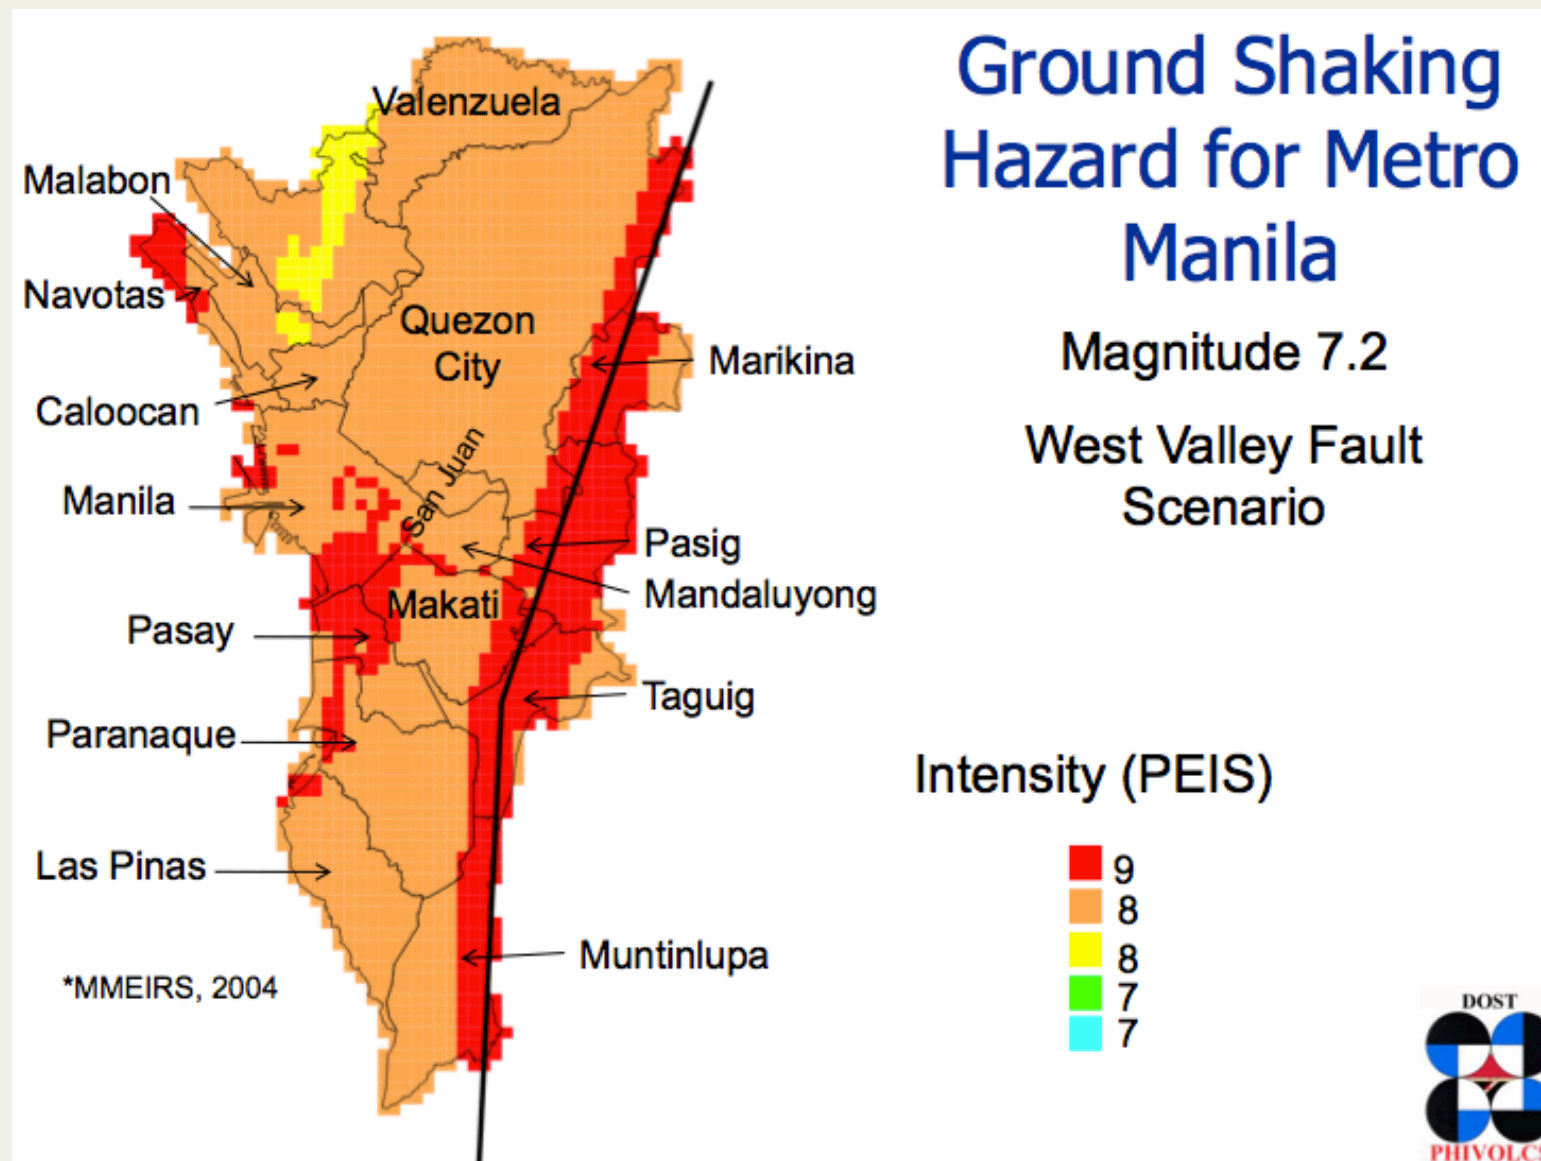 Ground Shaking
Hazard for Metro
Manila
Magnitude 7.2
West Valley Fault
Scenario
Valenzuela
Malabon
Navotas
Quezon
City
Marikina
Caloocan
San Juan
Manila
Pasig
Mandaluyong
Makati
Pasay
Taguig
Paranaque
Las Pinas
Muntinlupa
*MMEIRS, 2004
Intensity (PEIS)
9
8
8
7
7
DOST
PHIVOLCS